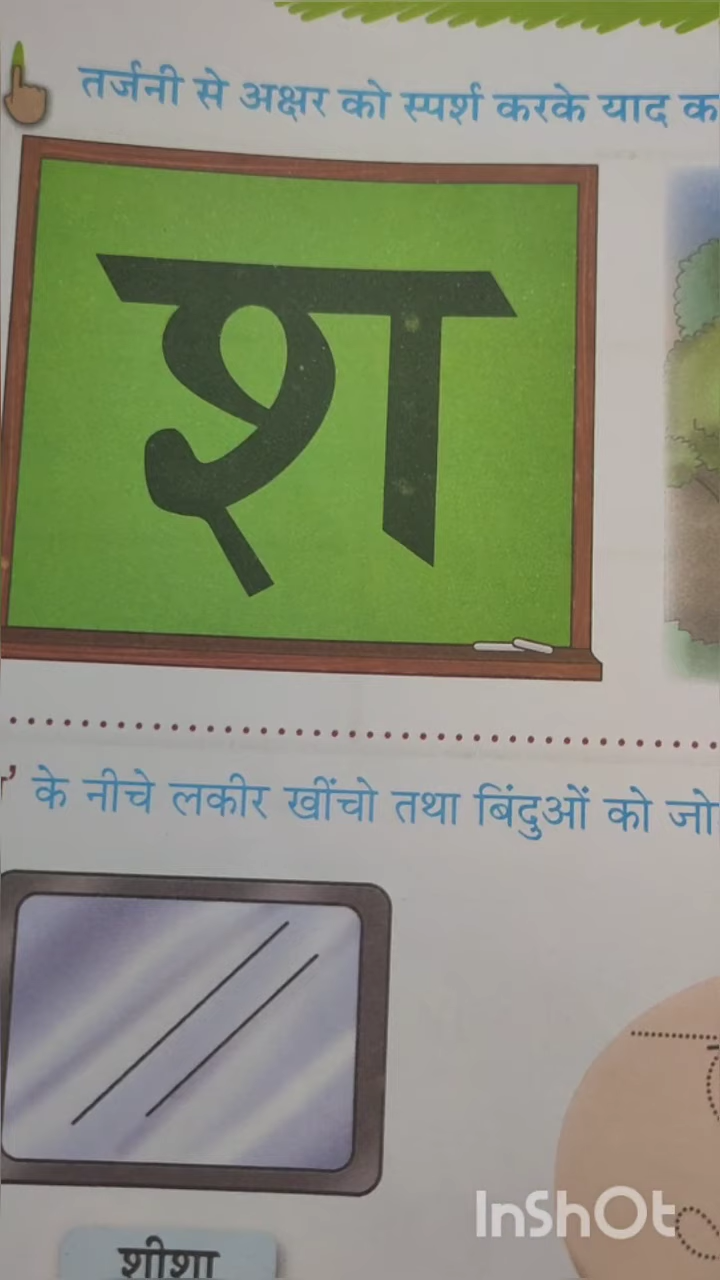 तर्जनी से अक्षर को स्पर्श करके याद क
श
' के नीचे लकीर खींचो तथा बिंदुओं को जो
शीशा
InShOt